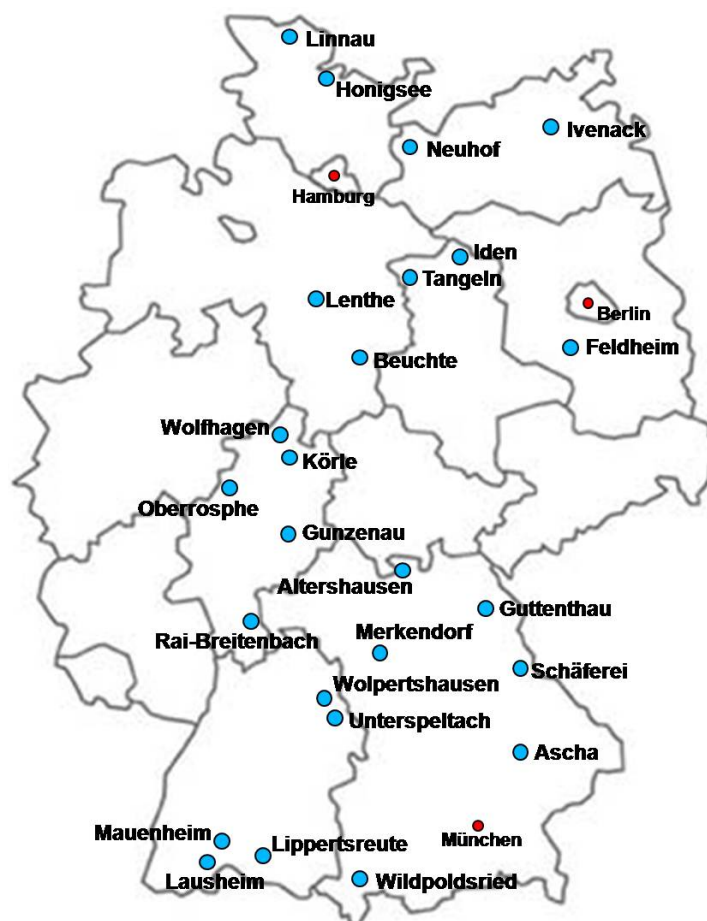 Linnau
Honigsee
Ivenack
Neuhof
Hamburg
Iden
Tangeln
Lenthe
Berlin
Feldheim
Beuchte
Wolfhagen
Körle
Oberrosphe
Gunzenau
Altershausen
Guttenthau
Rai-Breitenbach
Merkendorf
Schäferei
Wolpertshausen
Unterspeltach
Ascha
Mauenheim
München
Lippertsreute
Lausheim
Wildpoldsried